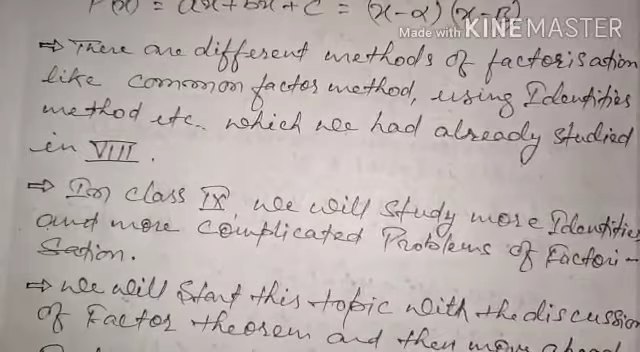 P(x) = ax + bx + C = (x-α) (x-β)
Made with KINEMASTER
⇒ There are different methods of factorisation
like common factor method, using Identities
method etc.. which we had already studied
in VIII.
⇒ In class IX, we will study more Identities
and more complicated Problems of Factori-
sation.
⇒ we will start this topic with the discussion
of Factor theorem and then move ahead